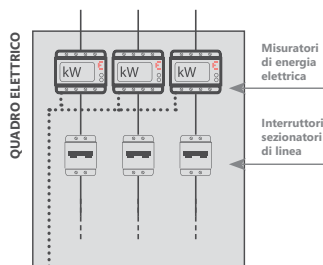 QUADRO ELETTRICO
kW
kW
kW
Misuratori
di energia
elettrica
Interruttori
sezionatori
di linea